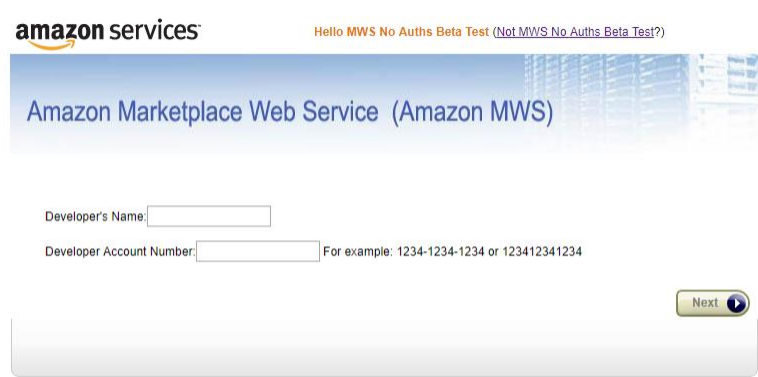 amazon services
Hello MWS No Auths Beta Test (Not MWS No Auths Beta Test?)
Amazon Marketplace Web Service (Amazon MWS)
Developer's Name:
Developer Account Number: For example: 1234-1234-1234 or 123412341234
Next